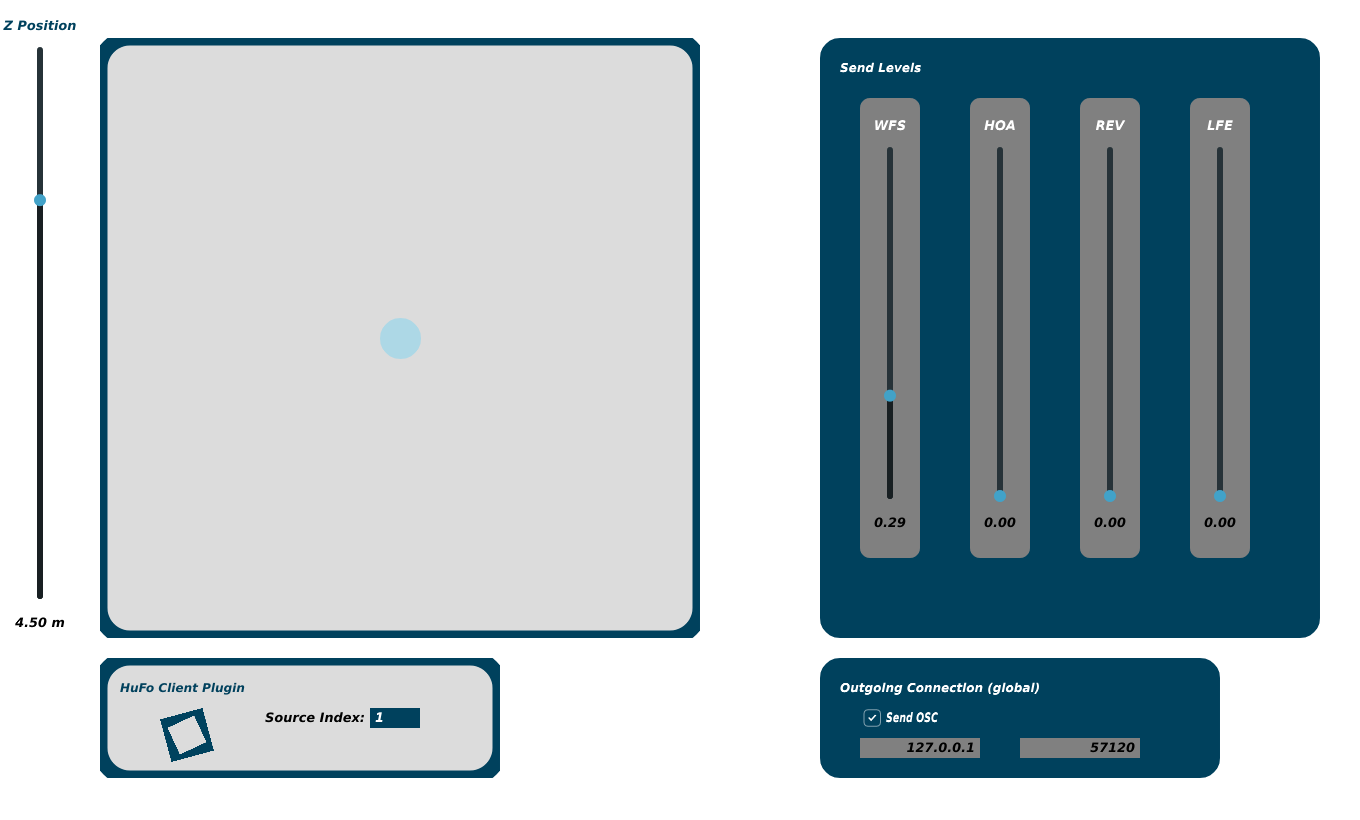 Z Position
4.50 m
Send Levels
WFS HOA REV LFE
0.29 0.00 0.00 0.00
HuFo Client Plugin
Source Index: 1
Outgoing Connection (global)
Send OSC
127.0.0.1 57120